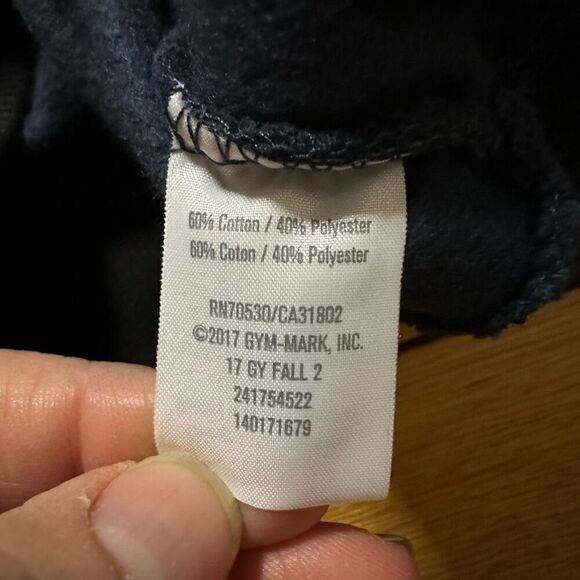 60% Cotton / 40% Polyester
60% Coton / 40% Polyester
RN70530/CA31802
©2017 GYM-MARK, INC.
17 GY FALL 2
241754522
140171679